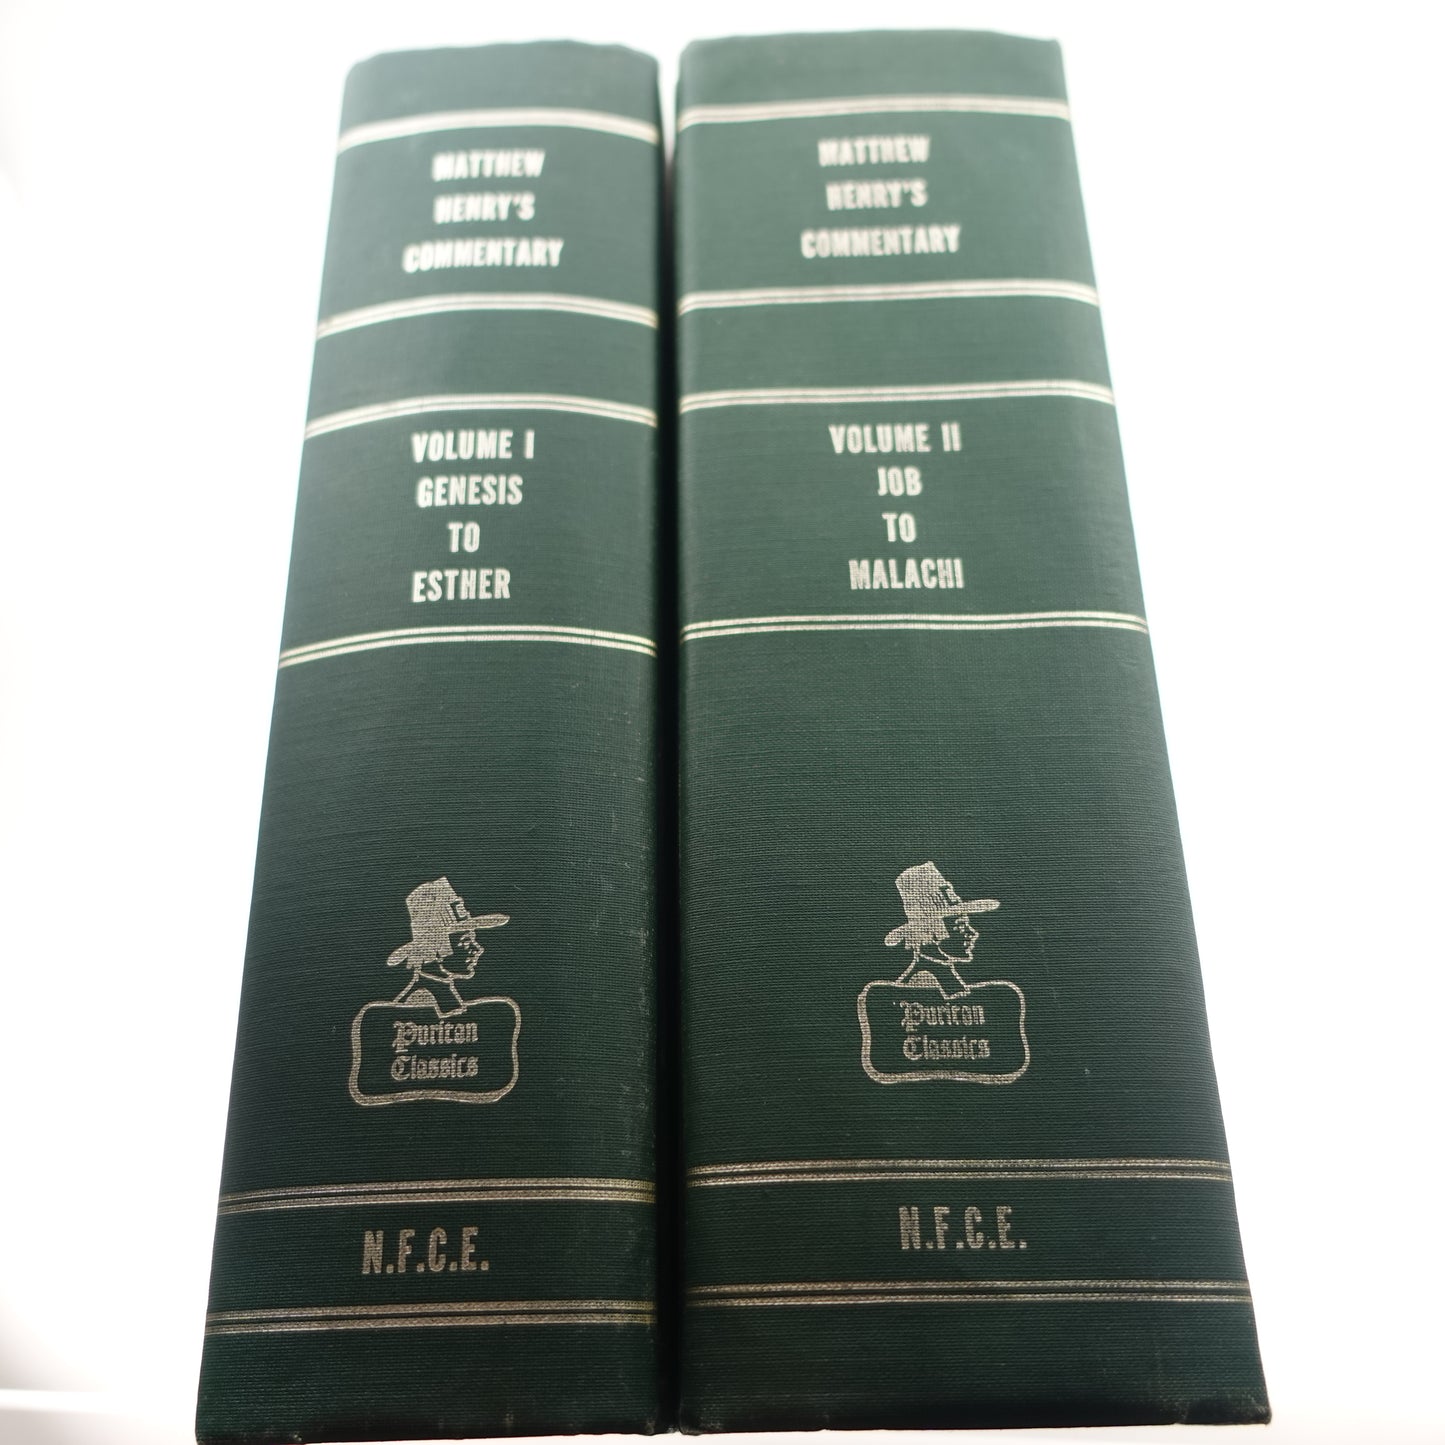 MATTHEW
HENRY'S
COMMENTARY
VOLUME I
GENESIS
TO
ESTHER
Puritan
Classics
N.F.C.E.
MATTHEW
HENRY'S
COMMENTARY
VOLUME II
JOB
TO
MALACHI
Puritan
Classics
N.F.C.E.